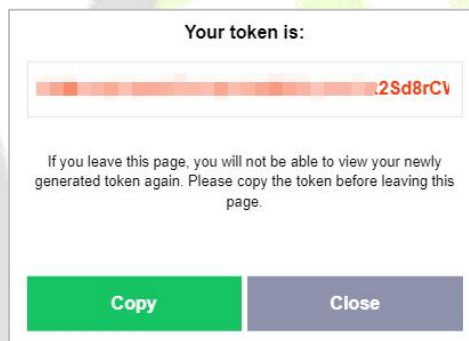 Your token is:
2Sd8rCW
If you leave this page, you will not be able to view your newly
generated token again. Please copy the token before leaving this
page.
Copy
Close